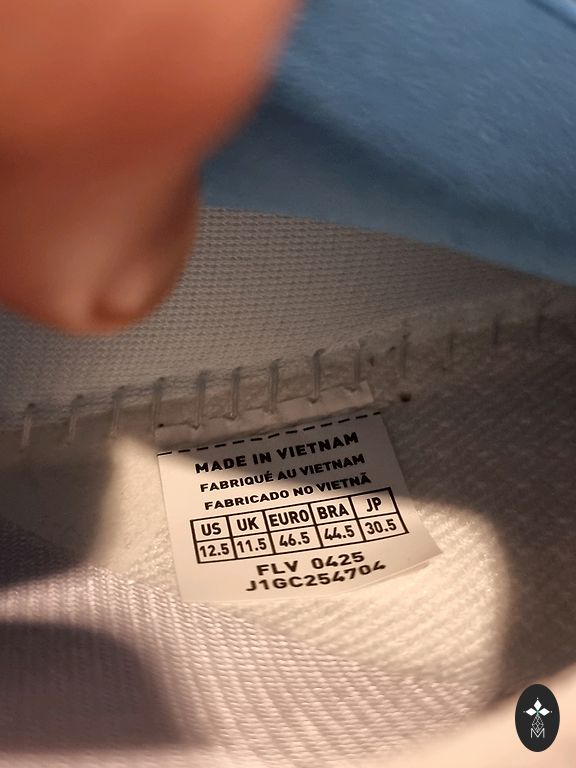 MADE IN VIETNAM
FABRIQUÉ AU VIETNAM
FABRICADO NO VIETNÃ
US UK EURO BRA JP
12.5 11.5 46.5 44.5 30.5
FLV 0425
J1GC254704